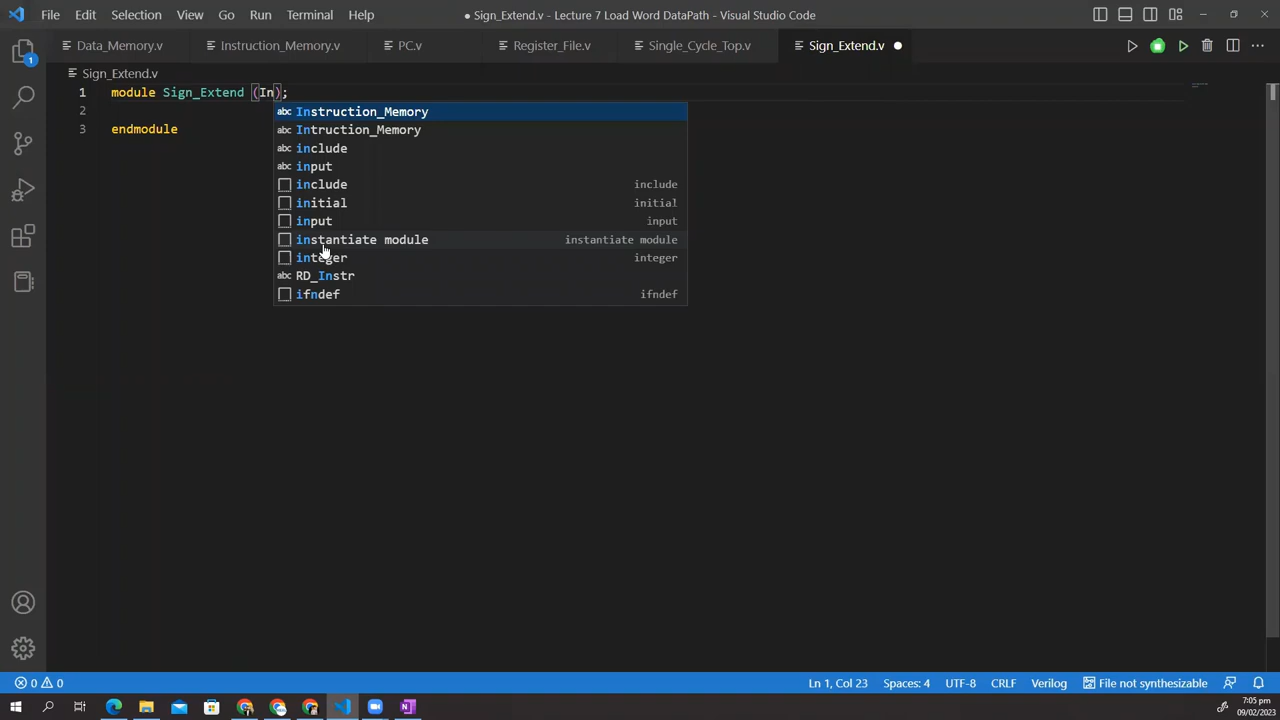 File Edit Selection View Go Run Terminal Help
● Sign_Extend.v - Lecture 7 Load Word DataPath - Visual Studio Code
Data_Memory.v Instruction_Memory.v PC.v Register_File.v Single_Cycle_Top.v Sign_Extend.v
Sign_Extend.v
1 module Sign_Extend (In);
2
3 endmodule
abc Instruction_Memory
abc Intruction_Memory
abc include
abc input
include include
initial initial
input input
instantiate module instantiate module
integer integer
abc RD_Instr
ifndef ifndef
1
0 0 Ln 1, Col 23 Spaces: 4 UTF-8 CRLF Verilog File not synthesizable
7:05 pm
09/02/2023